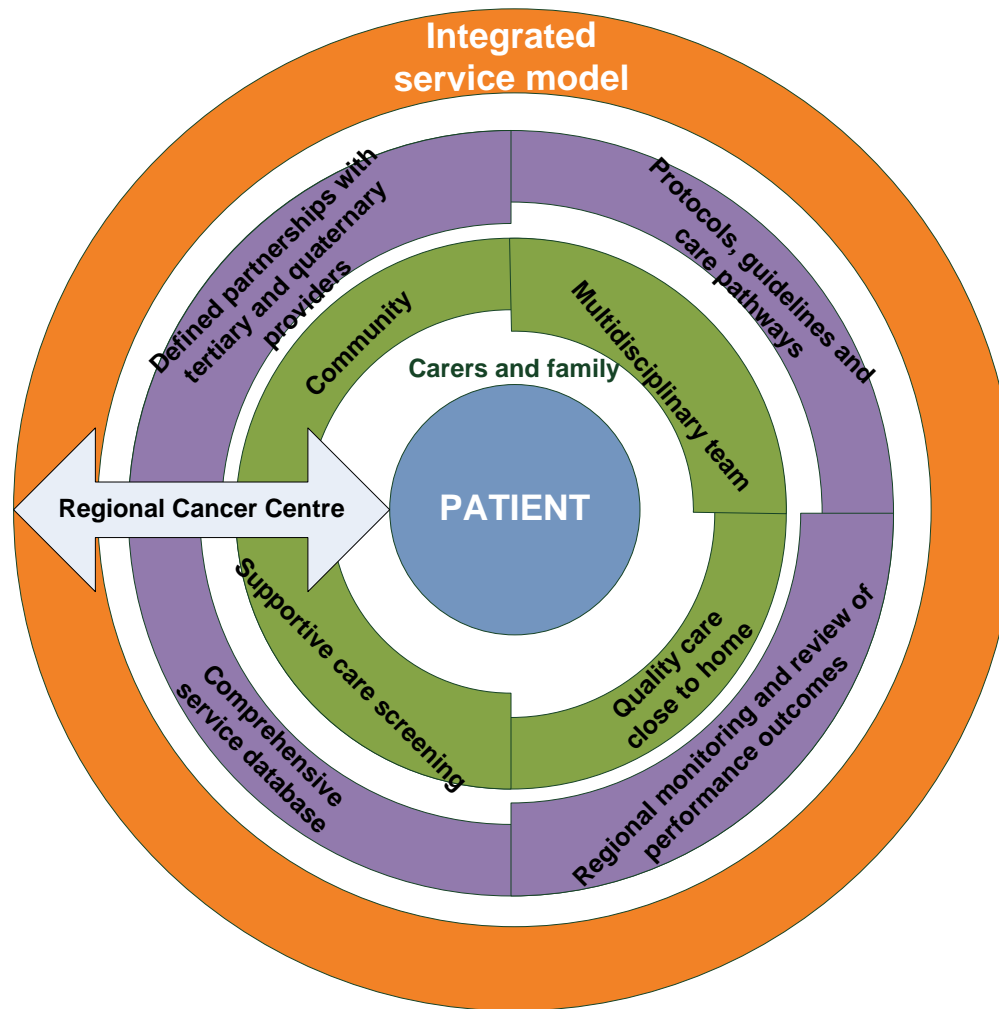 Integrated
service model
Defined partnerships with
tertiary and quaternary
providers
Protocols, guidelines and
care pathways
Community
Multidisciplinary team
Carers and family
PATIENT
Regional Cancer Centre
Supportive care screening
Quality care
close to home
Comprehensive
service database
Regional monitoring and review of
performance outcomes